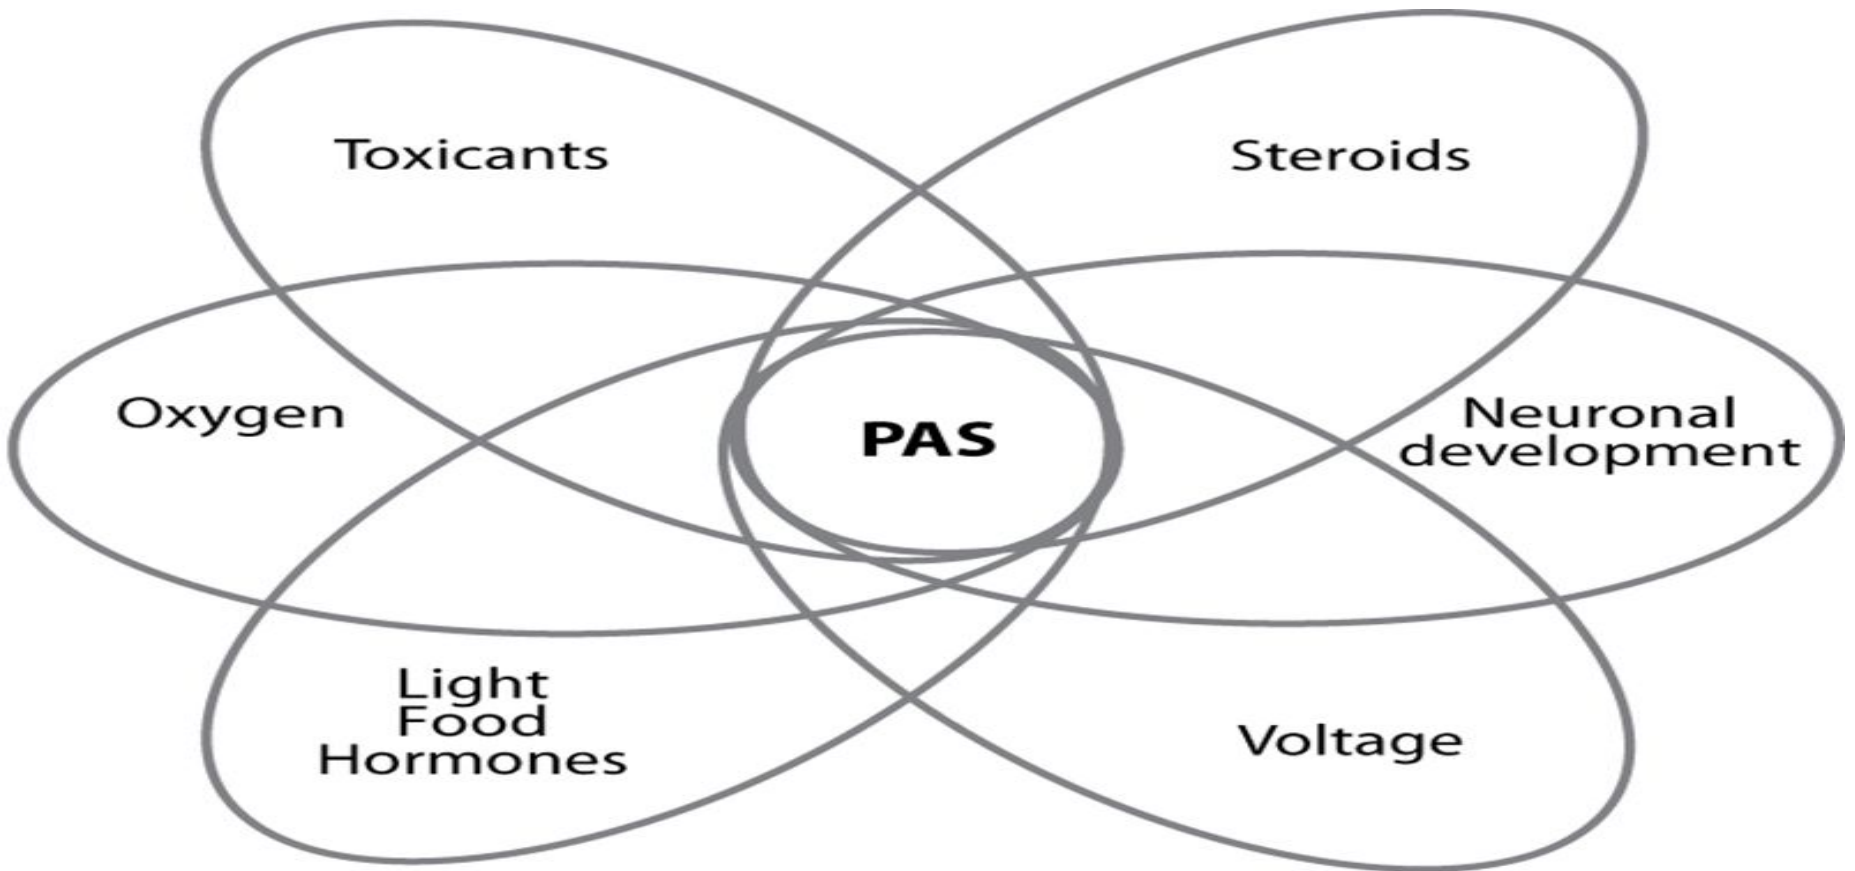 Toxicants
Steroids
Oxygen
PAS
Neuronal
development
Light
Food
Hormones
Voltage